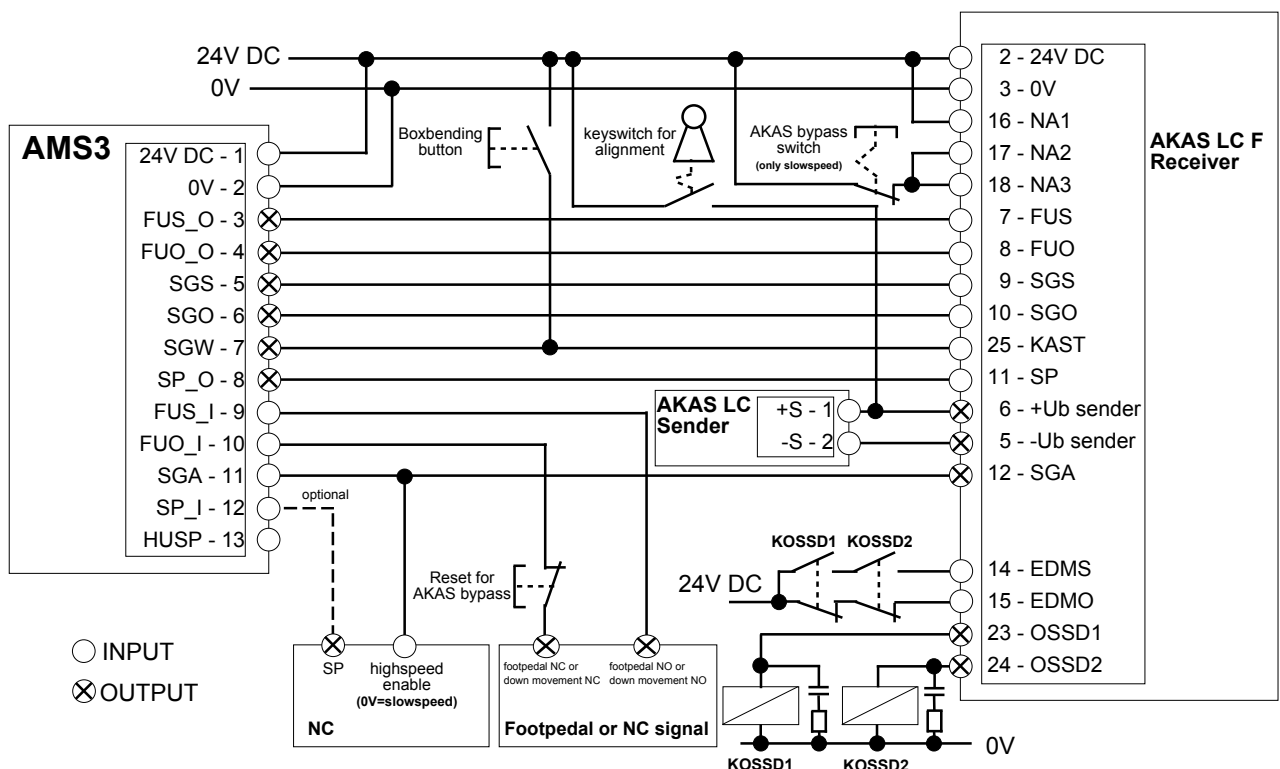 24V DC
0V
AMS3
24V DC - 1
0V - 2
FUS_O - 3
FUO_O - 4
SGS - 5
SGO - 6
SGW - 7
SP_O - 8
FUS_I - 9
FUO_I - 10
SGA - 11
SP_I - 12
HUSP - 13
Boxbending
button
keyswitch for
alignment
AKAS bypass
switch
(only slowspeed)
AKAS LC F
Receiver
2 - 24V DC
3 - 0V
16 - NA1
17 - NA2
18 - NA3
7 - FUS
8 - FUO
9 - SGS
10 - SGO
25 - KAST
11 - SP
6 - +Ub sender
5 - -Ub sender
12 - SGA
14 - EDMS
15 - EDMO
23 - OSSD1
24 - OSSD2
AKAS LC
Sender
+S - 1
-S - 2
optional
Reset for
AKAS bypass
KOSSD1 KOSSD2
24V DC
INPUT
OUTPUT
SP
highspeed
enable
(0V=slowspeed)
NC
footpedal NC or
down movement NC
footpedal NO or
down movement NO
Footpedal or NC signal
0V
KOSSD1
KOSSD2